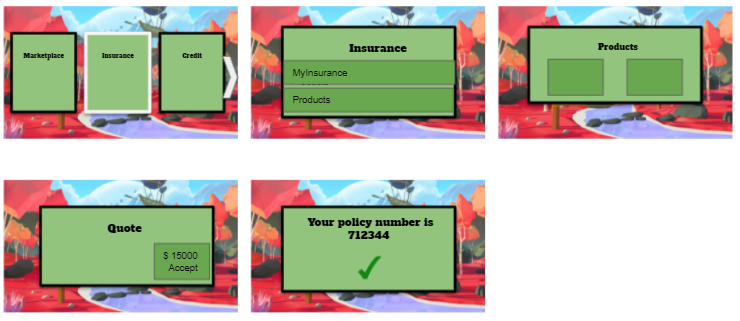 Marketplace
Insurance
Credit
Insurance
MyInsurance
Products
Products
Quote
$ 15000
Accept
Your policy number is
712344